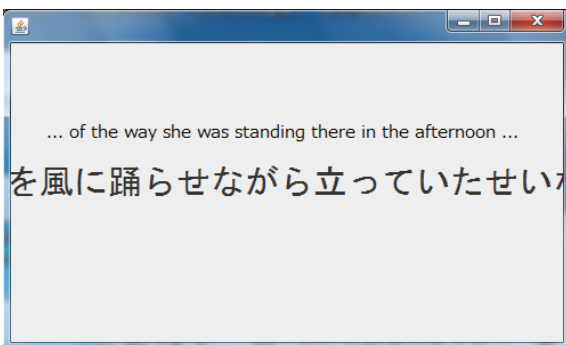 ... of the way she was standing there in the afternoon ...
を風に踊らせながら立っていたせい